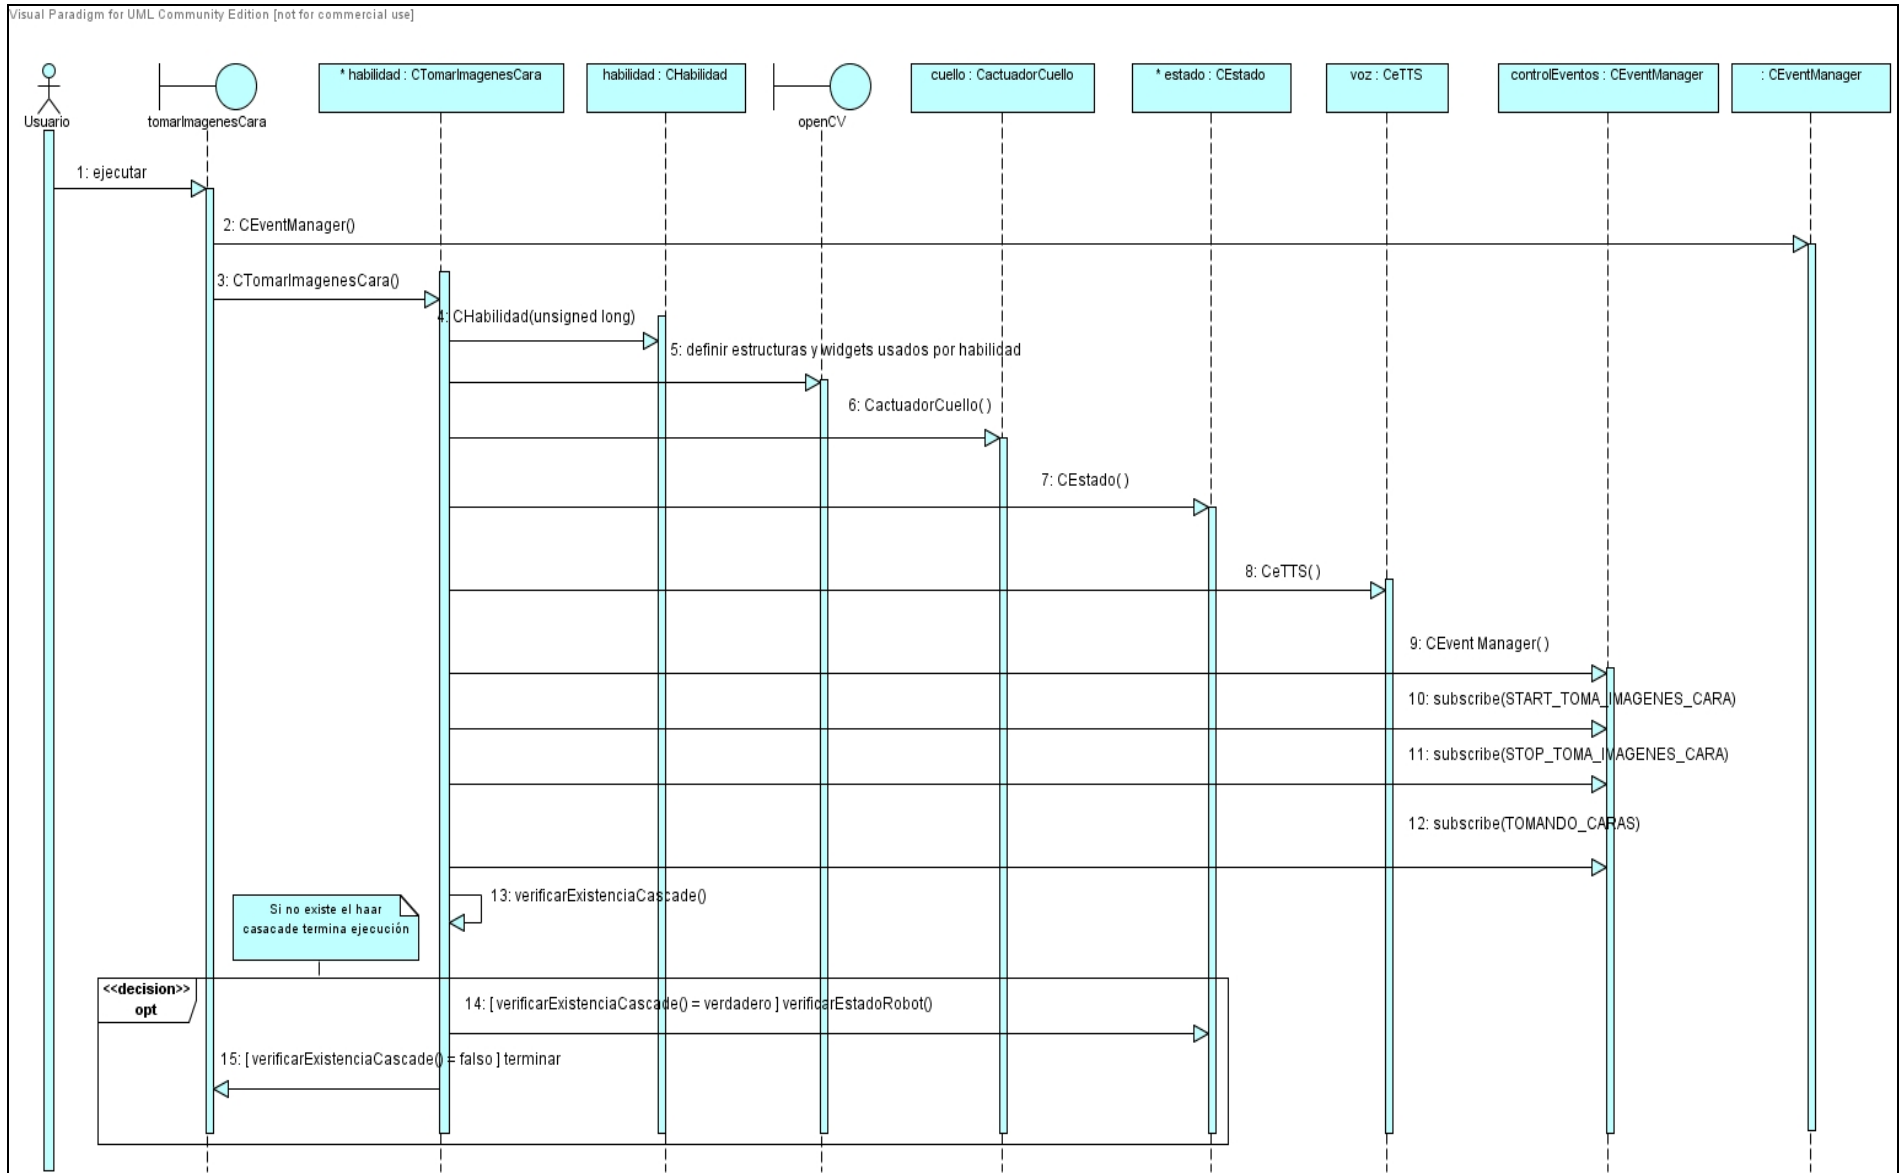 Visual Paradigm for UML Community Edition [not for commercial use]
Usuario
tomarImagenesCara
* habilidad : CTomarImagenesCara
habilidad : CHabilidad
openCV
cuello : CactuadorCuello
* estado : CEstado
voz : CeTTS
controlEventos : CEventManager
: CEventManager
1: ejecutar
2: CEventManager()
3: CTomarImagenesCara()
4: CHabilidad(unsigned long)
5: definir estructuras y widgets usados por habilidad
6: CactuadorCuello( )
7: CEstado( )
8: CeTTS( )
9: CEvent Manager( )
10: subscribe(START_TOMA_IMAGENES_CARA)
11: subscribe(STOP_TOMA_IMAGENES_CARA)
12: subscribe(TOMANDO_CARAS)
13: verificarExistenciaCascade()
Si no existe el haar
casacade termina ejecución
<<decision>>
opt
14: [ verificarExistenciaCascade() = verdadero ] verificarEstadoRobot()
15: [ verificarExistenciaCascade() = falso ] terminar